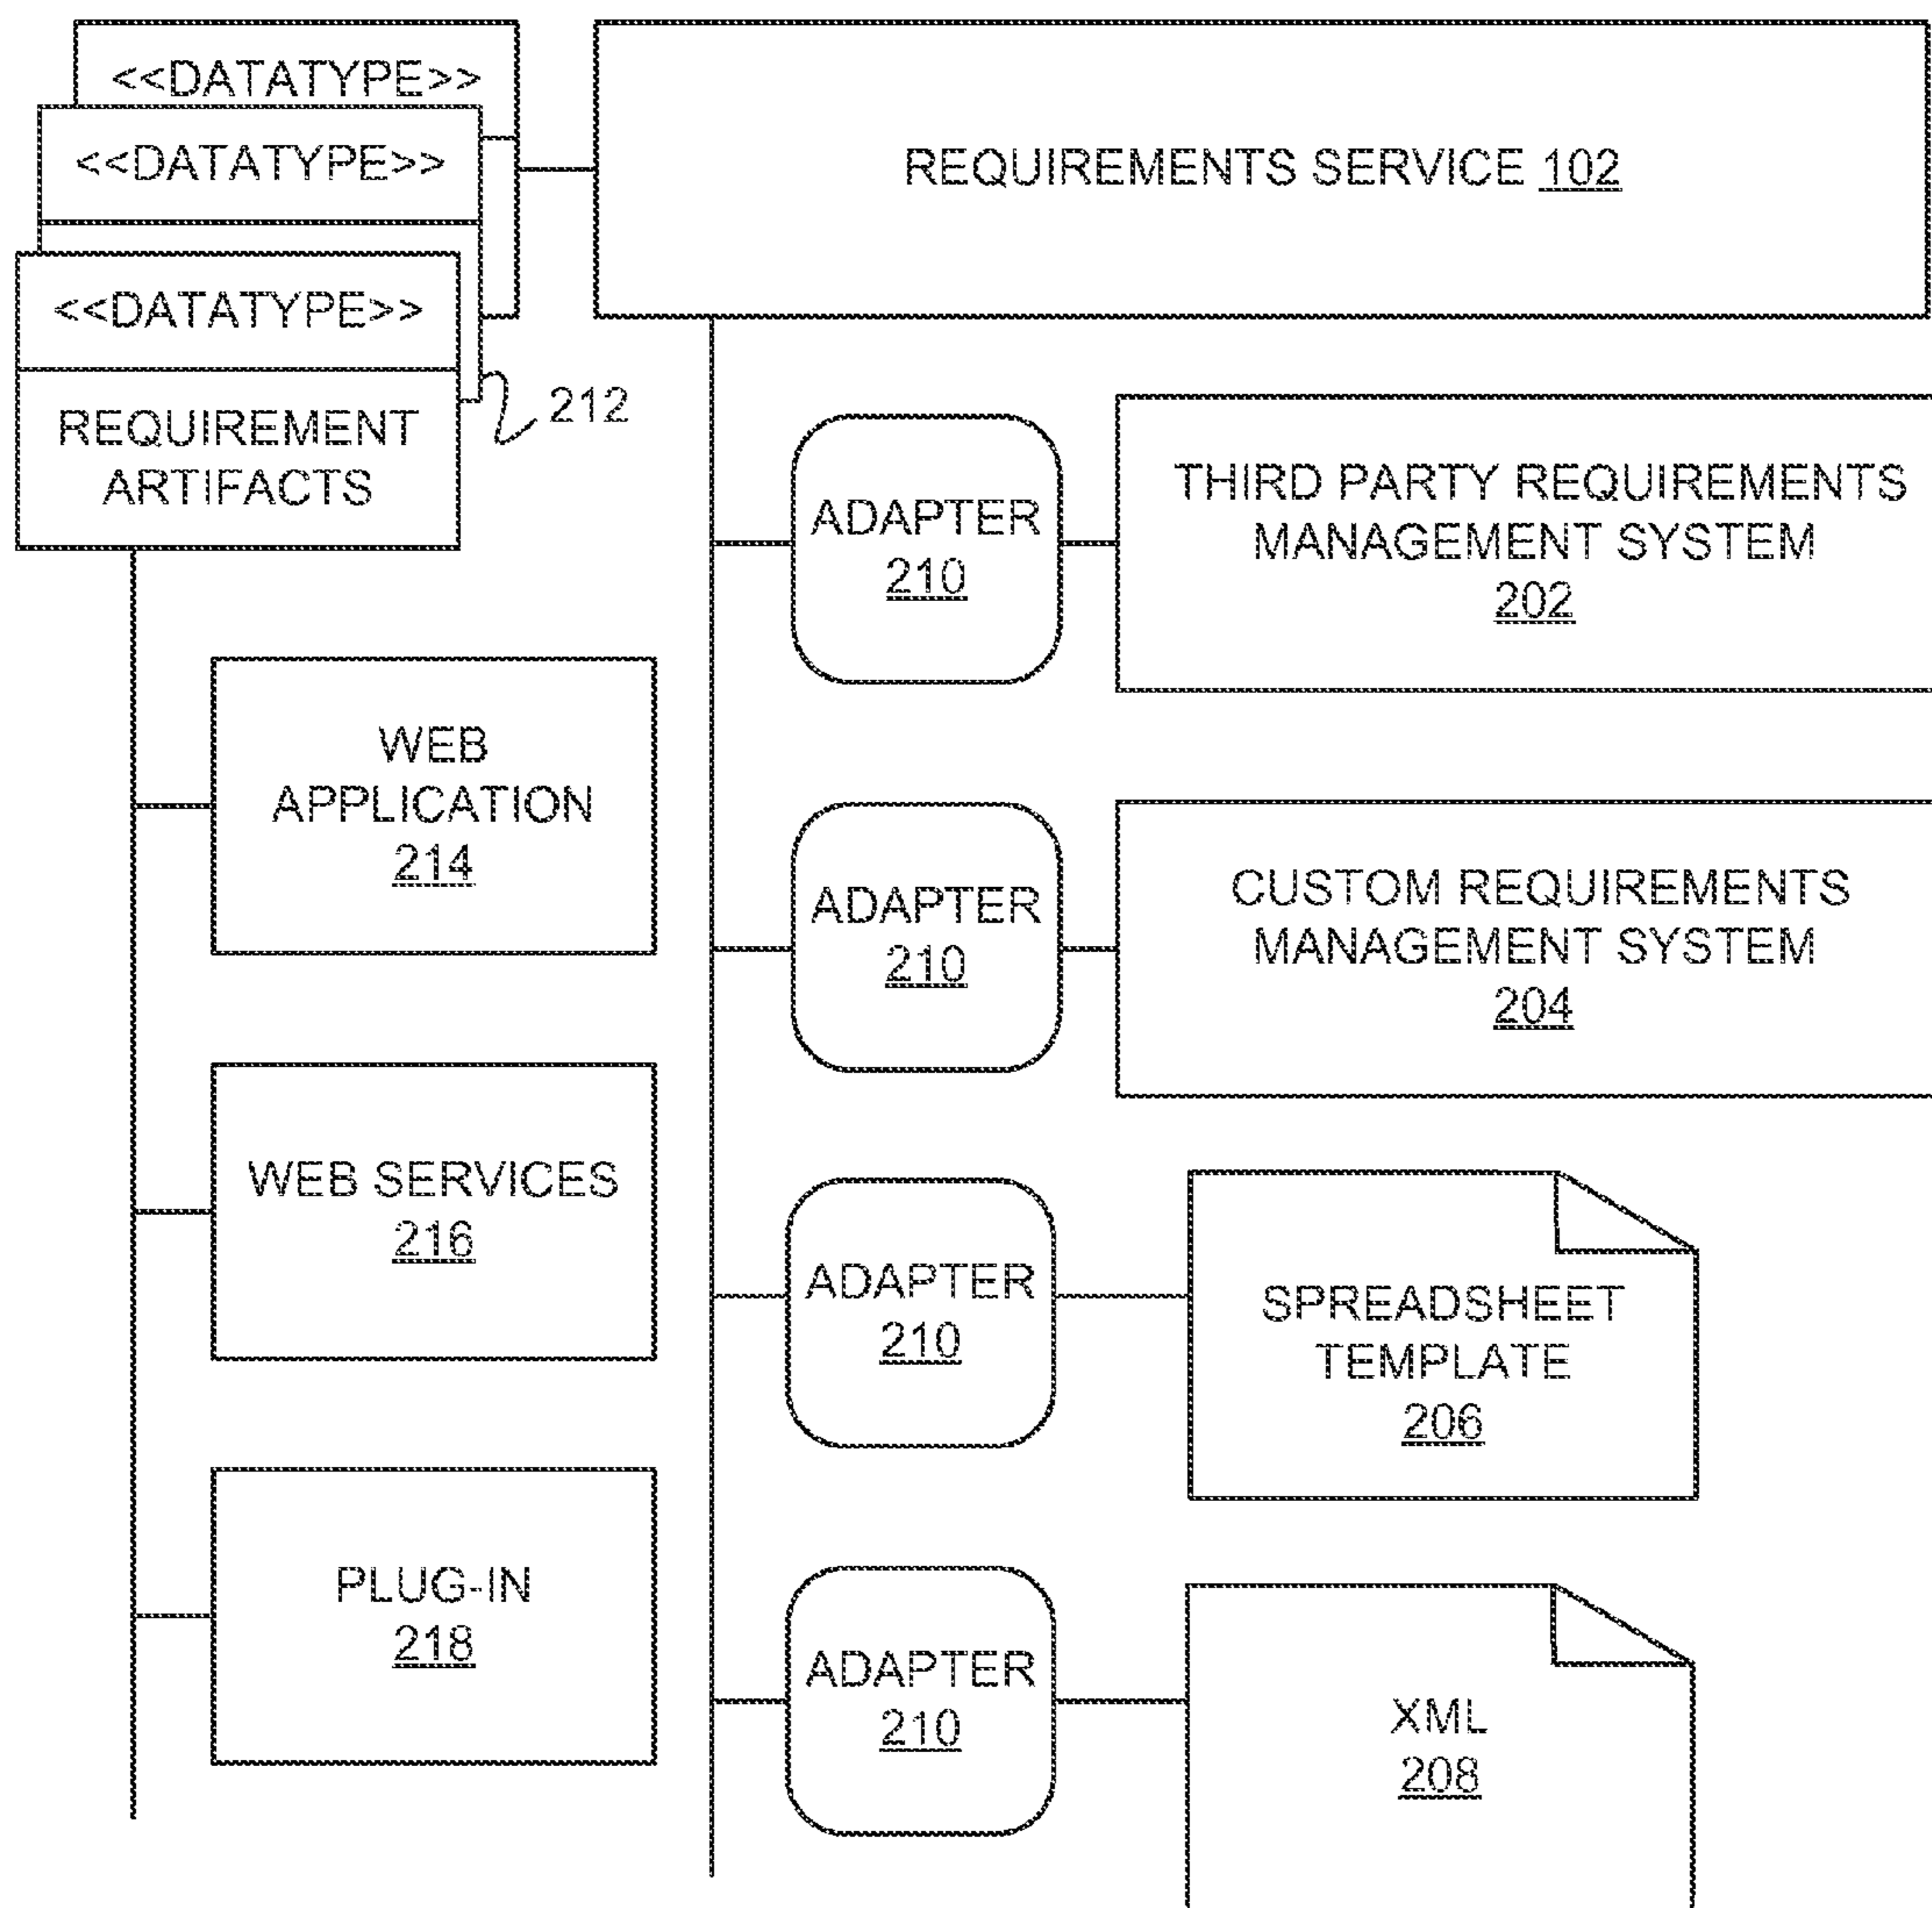 <<DATATYPE>>
<<DATATYPE>>
<<DATATYPE>>
REQUIREMENT
ARTIFACTS
212
REQUIREMENTS SERVICE 102
ADAPTER
210
THIRD PARTY REQUIREMENTS
MANAGEMENT SYSTEM
202
WEB
APPLICATION
214
ADAPTER
210
CUSTOM REQUIREMENTS
MANAGEMENT SYSTEM
204
WEB SERVICES
216
ADAPTER
210
SPREADSHEET
TEMPLATE
206
PLUG-IN
218
ADAPTER
210
XML
208